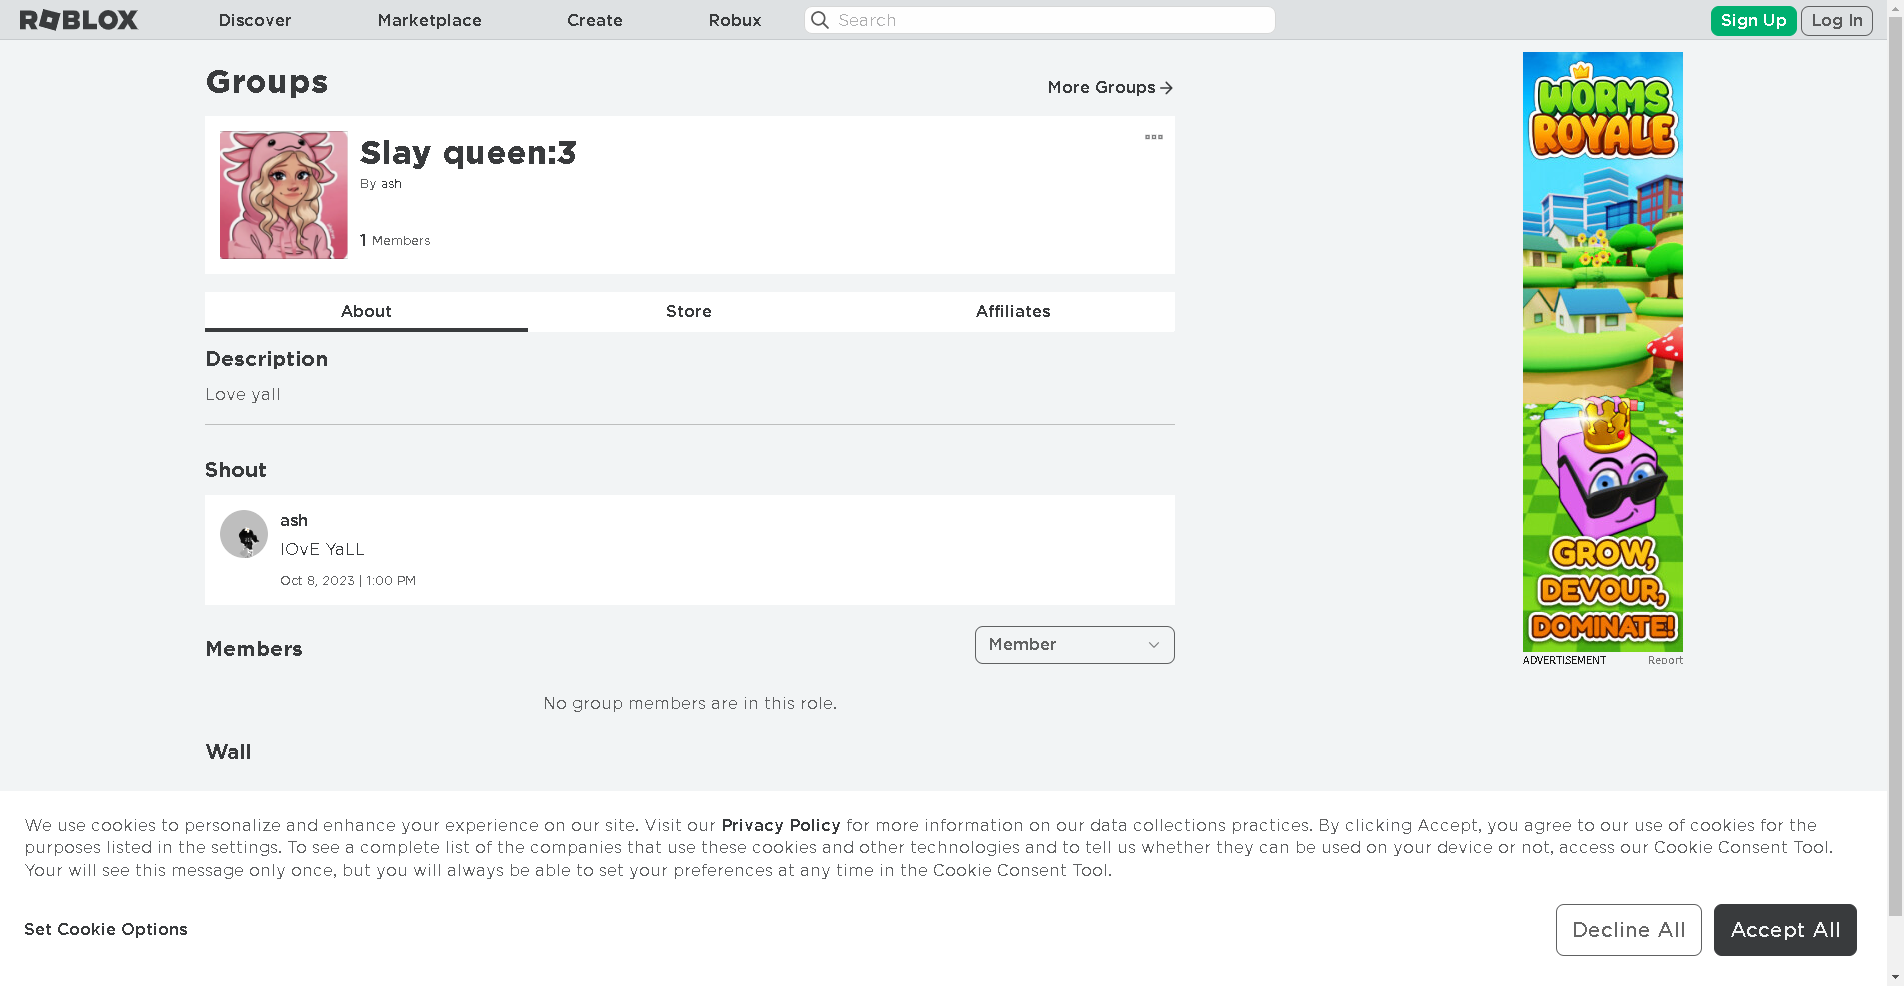 ROBLOX
Discover
Marketplace
Create
Robux
Search
Sign Up
Log In
Groups
More Groups
Slay queen:3
By ash
1 Members
About
Store
Affiliates
Description
Love yall
Shout
ash
lOvE YaLL
Oct 8, 2023 | 1:00 PM
Members
Member
No group members are in this role.
Wall
WORMS
ROYALE
GROW,
DEVOUR,
DOMINATE!
ADVERTISEMENT
Report
We use cookies to personalize and enhance your experience on our site. Visit our Privacy Policy for more information on our data collections practices. By clicking Accept, you agree to our use of cookies for the
purposes listed in the settings. To see a complete list of the companies that use these cookies and other technologies and to tell us whether they can be used on your device or not, access our Cookie Consent Tool.
Your will see this message only once, but you will always be able to set your preferences at any time in the Cookie Consent Tool.
Set Cookie Options
Decline All
Accept All